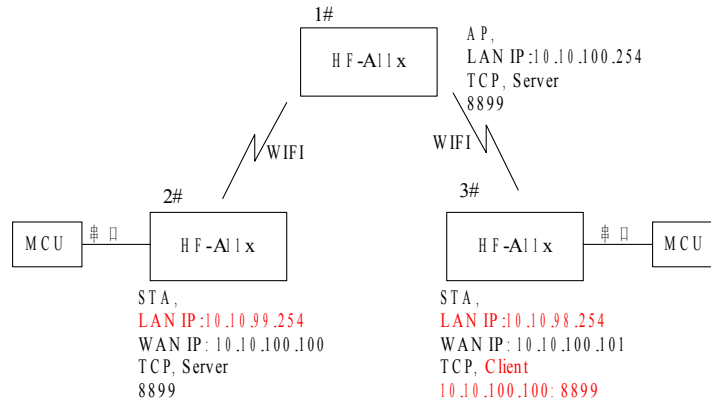 1#
HF-A11x
AP,
LAN IP:10.10.100.254
TCP, Server
8899
WIFI
WIFI
2#
3#
MCU
串口
HF-A11x
HF-A11x
串口
MCU
STA,
LAN IP:10.10.99.254
WAN IP: 10.10.100.100
TCP, Server
8899
STA,
LAN IP:10.10.98.254
WAN IP: 10.10.100.101
TCP, Client
10.10.100.100: 8899